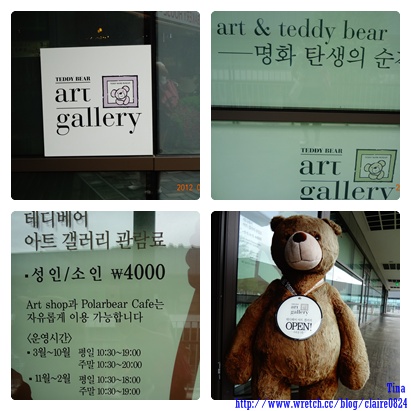 TEDDY BEAR
art
gallery
2012.0
art & teddy bear
──명화 탄생의 순
TEDDY BEAR
art
gallery
테디베어
아트 갤러리 관람료
▪성인/소인 ₩4000
Art shop과 Polarbear Cafe는
자유롭게 이용 가능합니다
<운영시간>
▪3월~10월 평일 10:30~19:00
주말 10:30~20:00
▪11월~2월 평일 10:30~18:00
주말 10:30~19:00
art
gallery
OPEN!
Tina
http://www.wretch.cc/blog/claire0824